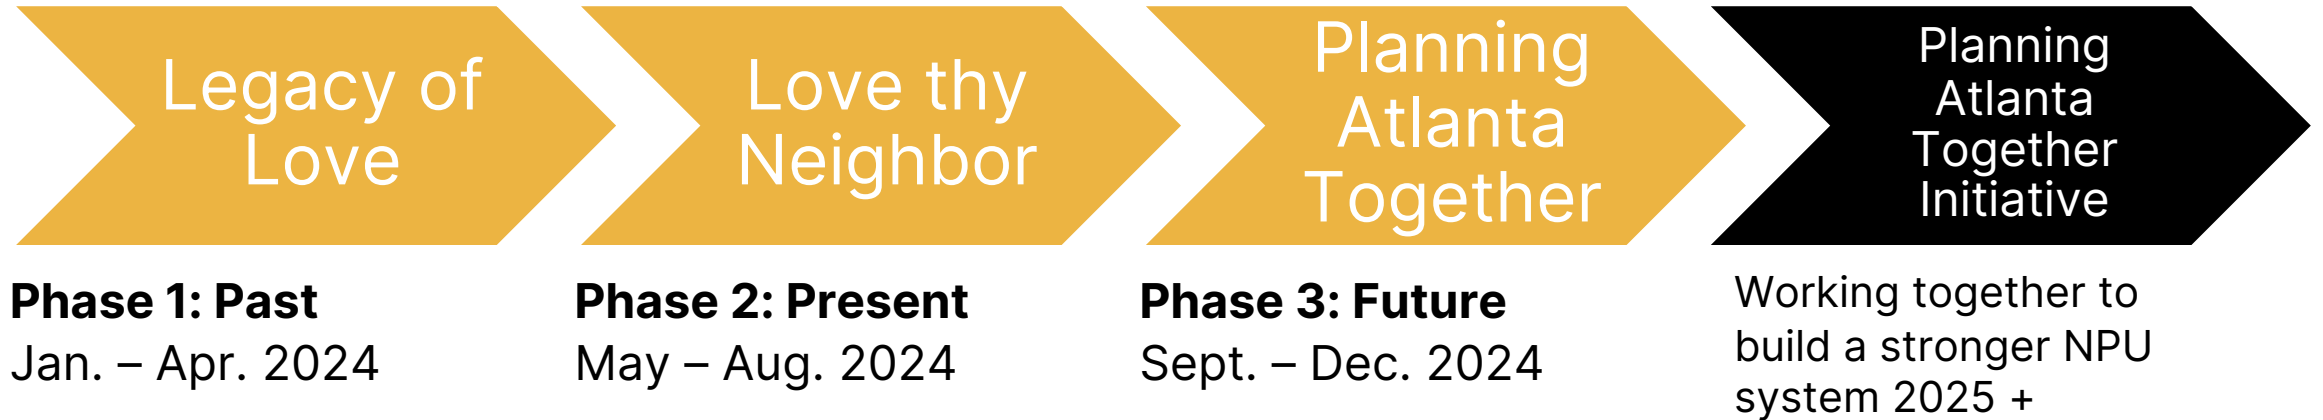 Legacy of
Love
Love thy
Neighbor
Planning
Atlanta
Together
Planning
Atlanta
Together
Initiative
Phase 1: Past
Jan. – Apr. 2024
Phase 2: Present
May – Aug. 2024
Phase 3: Future
Sept. – Dec. 2024
Working together to
build a stronger NPU
system 2025 +